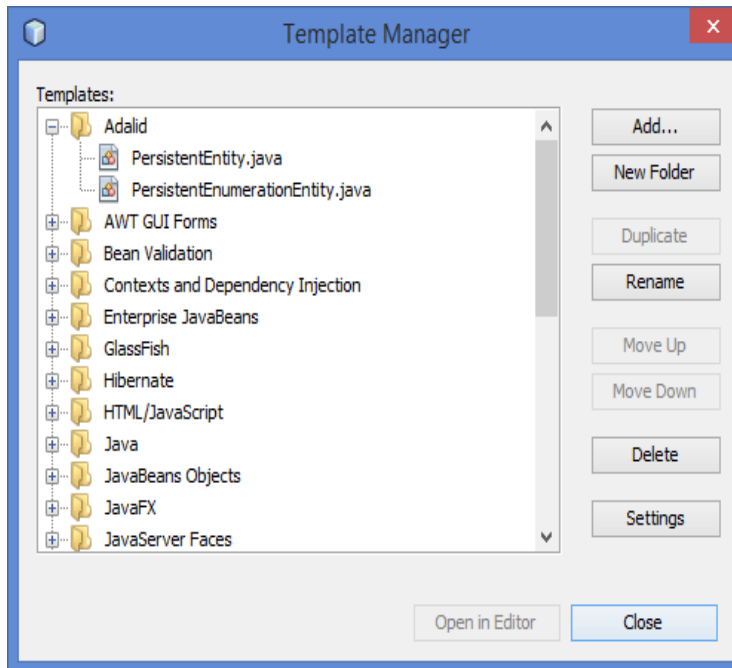 Template Manager
x
Templates:
Adalid
PersistentEntity.java
PersistentEnumerationEntity.java
AWT GUI Forms
Bean Validation
Contexts and Dependency Injection
Enterprise JavaBeans
GlassFish
Hibernate
HTML/JavaScript
Java
JavaBeans Objects
JavaFX
JavaServer Faces
Add...
New Folder
Duplicate
Rename
Move Up
Move Down
Delete
Settings
Open in Editor
Close